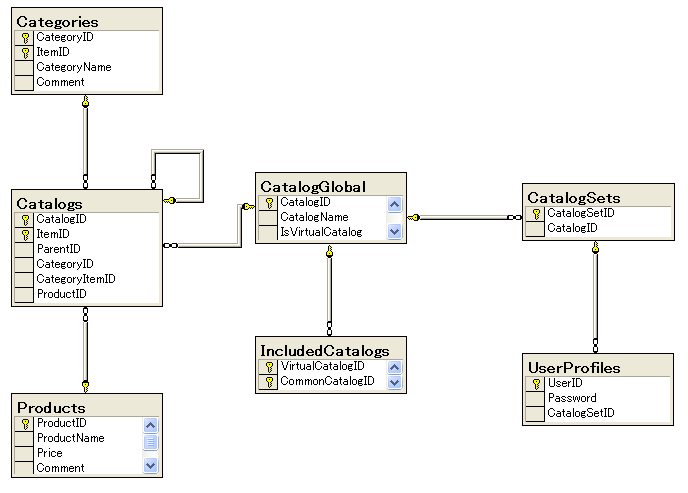 Categories
CategoryID
ItemID
CategoryName
Comment
Catalogs
CatalogID
ItemID
ParentID
CategoryID
CategoryItemID
ProductID
Products
ProductID
ProductName
Price
Comment
CatalogGlobal
CatalogID
CatalogName
IsVirtualCatalog
IncludedCatalogs
VirtualCatalogID
CommonCatalogID
CatalogSets
CatalogSetID
CatalogID
UserProfiles
UserID
Password
CatalogSetID